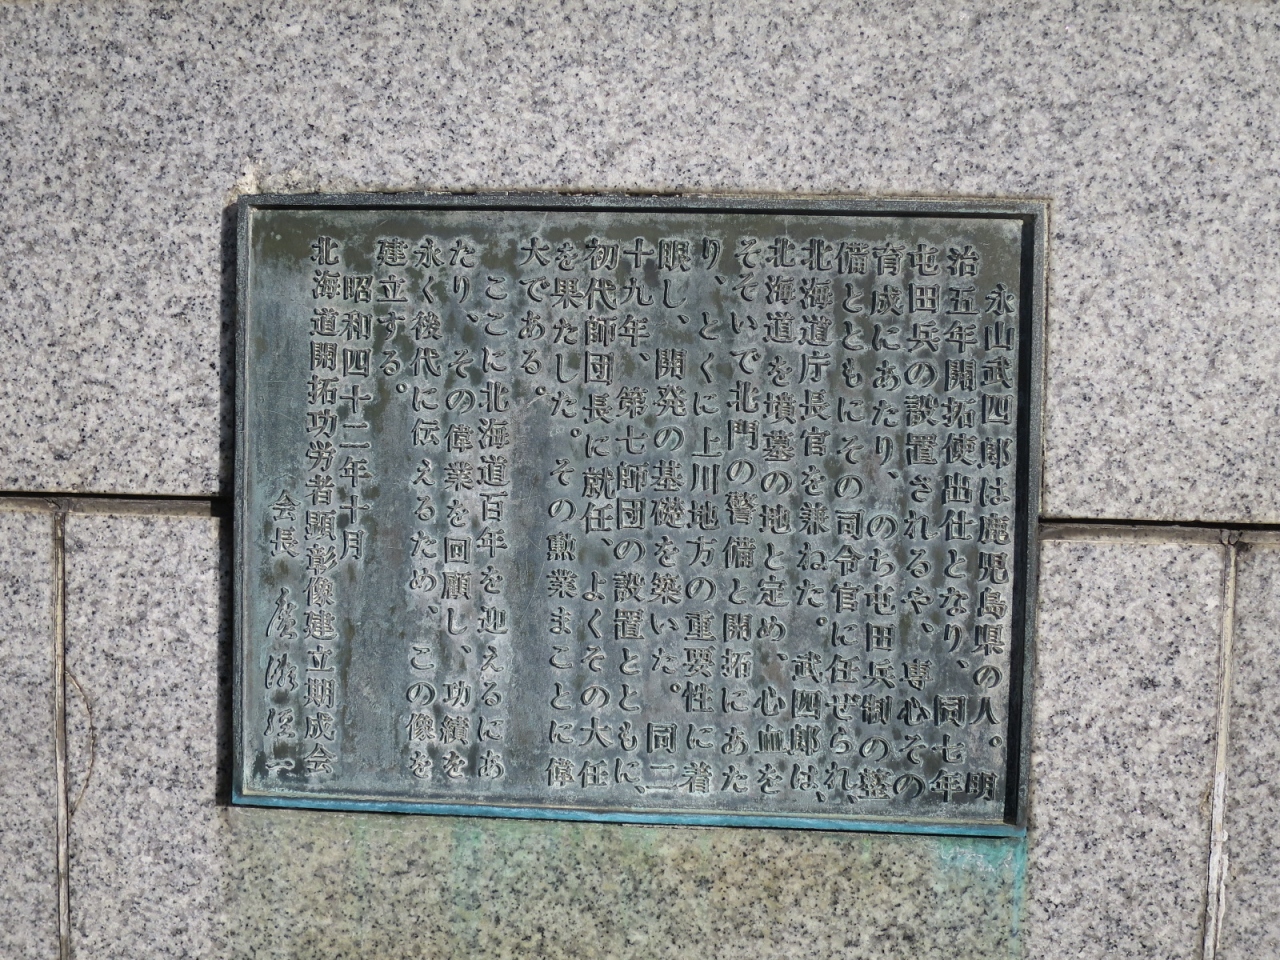 永山武四郎は鹿児島県の人。明
治五年開拓使出仕となり、同七年
屯田兵の設置されるや、専心その
育成にあたり、のち屯田兵制の基
備とともにその司令官に任ぜられ、
北海道庁長官を兼ねた。武四郎は、
北海道を墳墓の地と定め、心血を
そそいで北門の警備と開拓にあた
り、とくに上川地方の重要性に着
眼し、開発の基礎を築いた。同二
十九年、第七師団の設置とともに、
初代師団長に就任、よくその大任
を果たした。その勲業まことに偉
大である。
ここに北海道百年を迎えるにあ
たり、その偉業を回顧し、功績を
永く後代に伝えるため、この像を
建立する。
昭和四十二年十月
北海道開拓功労者顕彰像建立期成会
会長